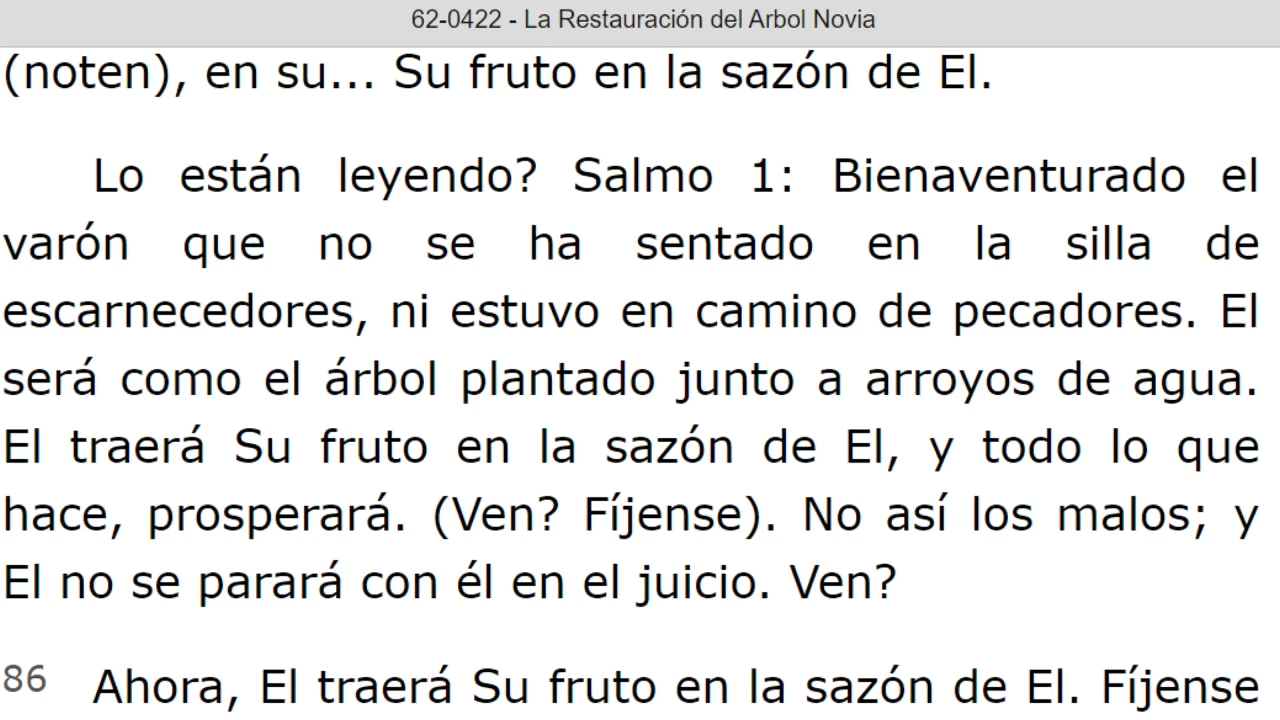 62-0422 - La Restauración del Arbol Novia
(noten), en su... Su fruto en la sazón de El.
Lo están leyendo? Salmo 1: Bienaventurado el
varón que no se ha sentado en la silla de
escarnecedores, ni estuvo en camino de pecadores. El
será como el árbol plantado junto a arroyos de agua.
El traerá Su fruto en la sazón de El, y todo lo que
hace, prosperará. (Ven? Fíjense). No así los malos; y
El no se parará con él en el juicio. Ven?
86 Ahora, El traerá Su fruto en la sazón de El. Fíjense